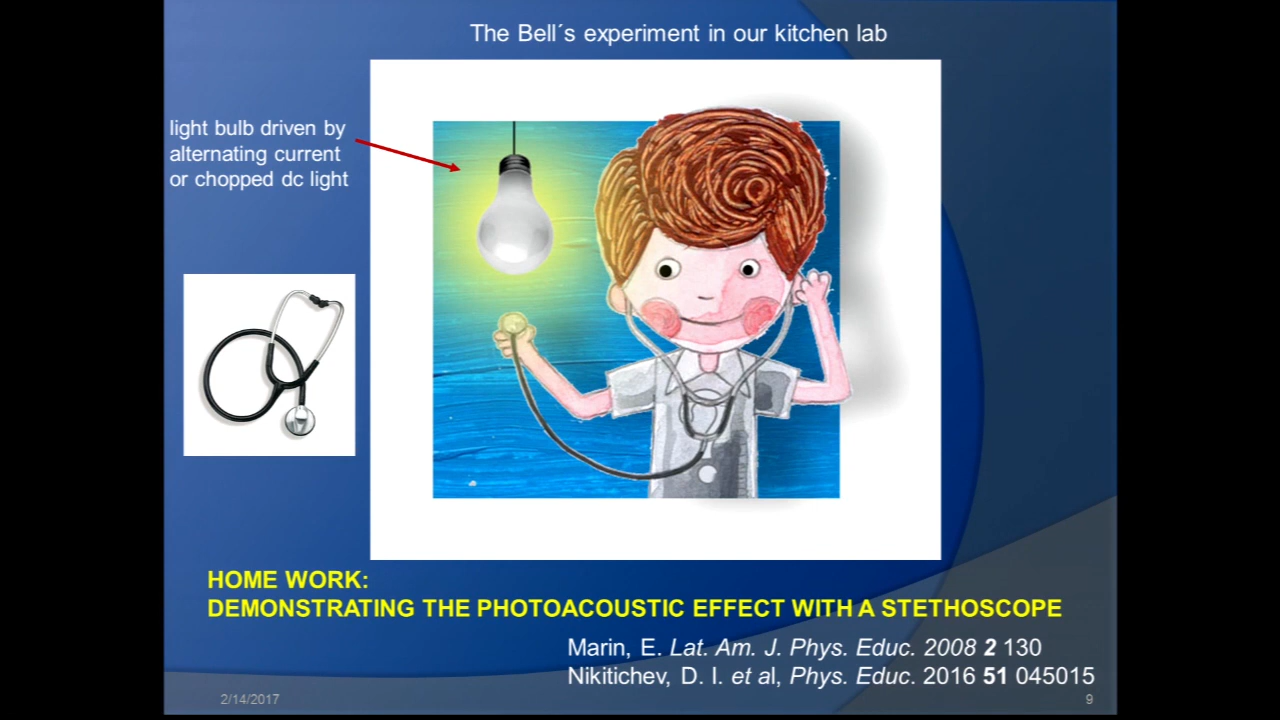 The Bell´s experiment in our kitchen lab
light bulb driven by
alternating current
or chopped dc light
HOME WORK:
DEMONSTRATING THE PHOTOACOUSTIC EFFECT WITH A STETHOSCOPE
Marin, E. Lat. Am. J. Phys. Educ. 2008 2 130
Nikitichev, D. I. et al, Phys. Educ. 2016 51 045015
2/14/2017
9